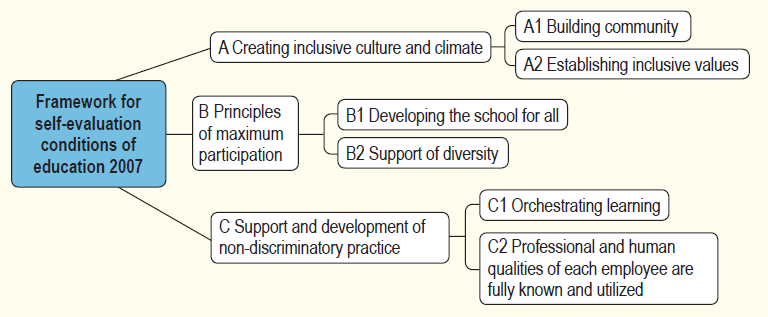 Framework for
self-evaluation
conditions of
education 2007
A Creating inclusive culture and climate
A1 Building community
A2 Establishing inclusive values
B Principles
of maximum
participation
B1 Developing the school for all
B2 Support of diversity
C Support and development of
non-discriminatory practice
C1 Orchestrating learning
C2 Professional and human
qualities of each employee are
fully known and utilized